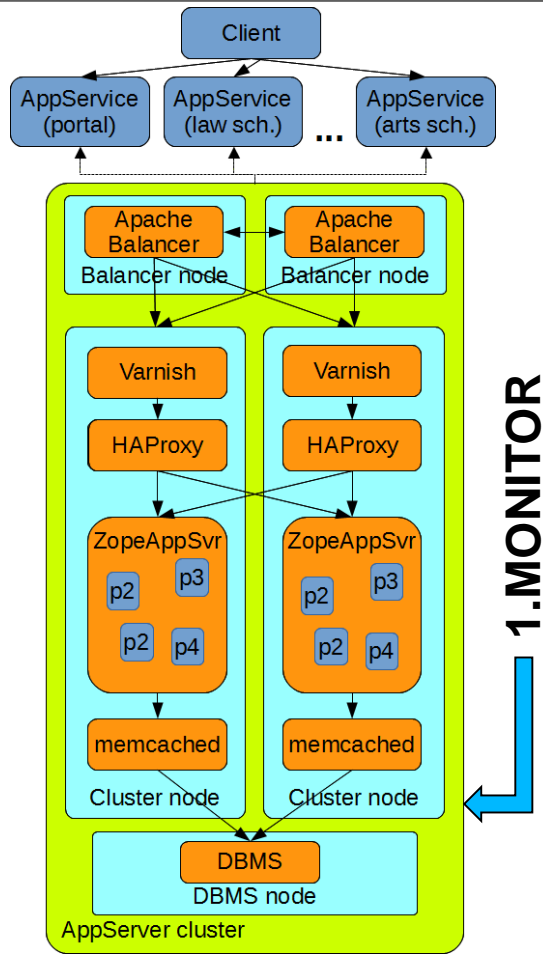 Client
AppService
(portal)
AppService
(law sch.)
...
AppService
(arts sch.)
Apache
Balancer
Balancer node
Apache
Balancer
Balancer node
Varnish
HAProxy
ZopeAppSvr
p2
p3
p2
p4
memcached
Cluster node
Varnish
HAProxy
ZopeAppSvr
p2
p3
p2
p4
memcached
Cluster node
DBMS
DBMS node
AppServer cluster
1.MONITOR